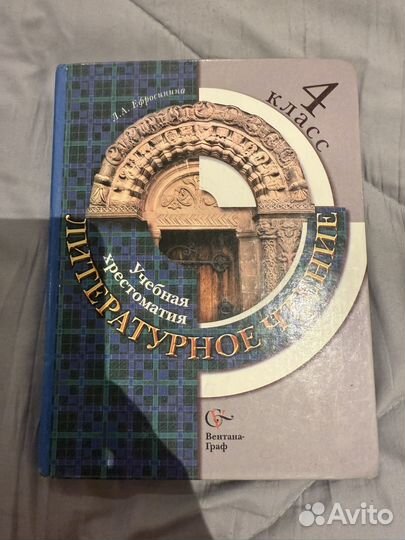 Л.А. Ефросинина
4
класс
Учебная
хрестоматия
ЛИТЕРАТУРНОЕ ЧТЕНИЕ
Вентана-
Граф
Avito